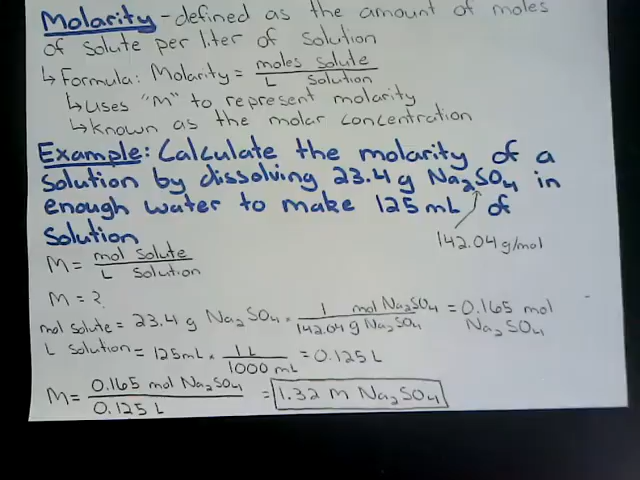 Molarity - defined as the amount of moles
of solute per liter of solution
↳ Formula: Molarity = moles solute / L solution
↳ Uses "M" to represent molarity
↳ Known as the molar concentration
Example: Calculate the molarity of a
solution by dissolving 23.4 g Na₂SO₄ in
enough water to make 125 mL of
solution
142.04 g/mol
M = mol solute / L solution
M = ?
mol solute = 23.4 g Na₂SO₄ × 1 mol Na₂SO₄ / 142.04 g Na₂SO₄ = 0.165 mol Na₂SO₄
L solution = 125 mL × 1 L / 1000 mL = 0.125 L
M = 0.165 mol Na₂SO₄ / 0.125 L = 1.32 M Na₂SO₄